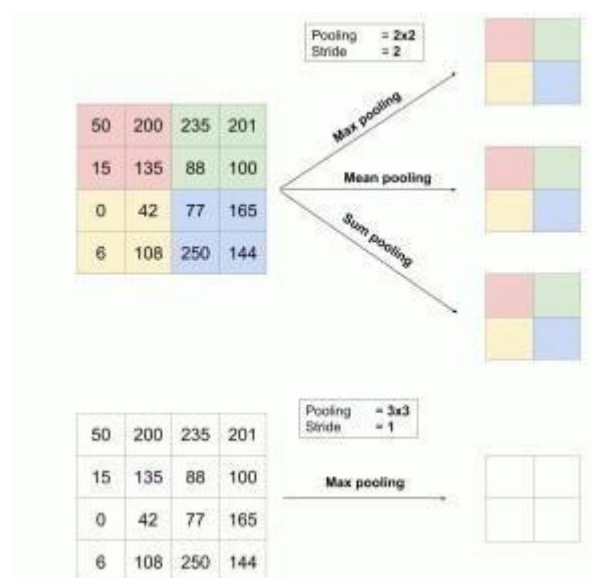 Pooling = 2x2
Stride = 2
Max pooling
50 200 235 201
15 135 88 100
Mean pooling
0 42 77 165
Sum pooling
6 108 250 144
Pooling = 3x3
Stride = 1
50 200 235 201
15 135 88 100
Max pooling
0 42 77 165
6 108 250 144